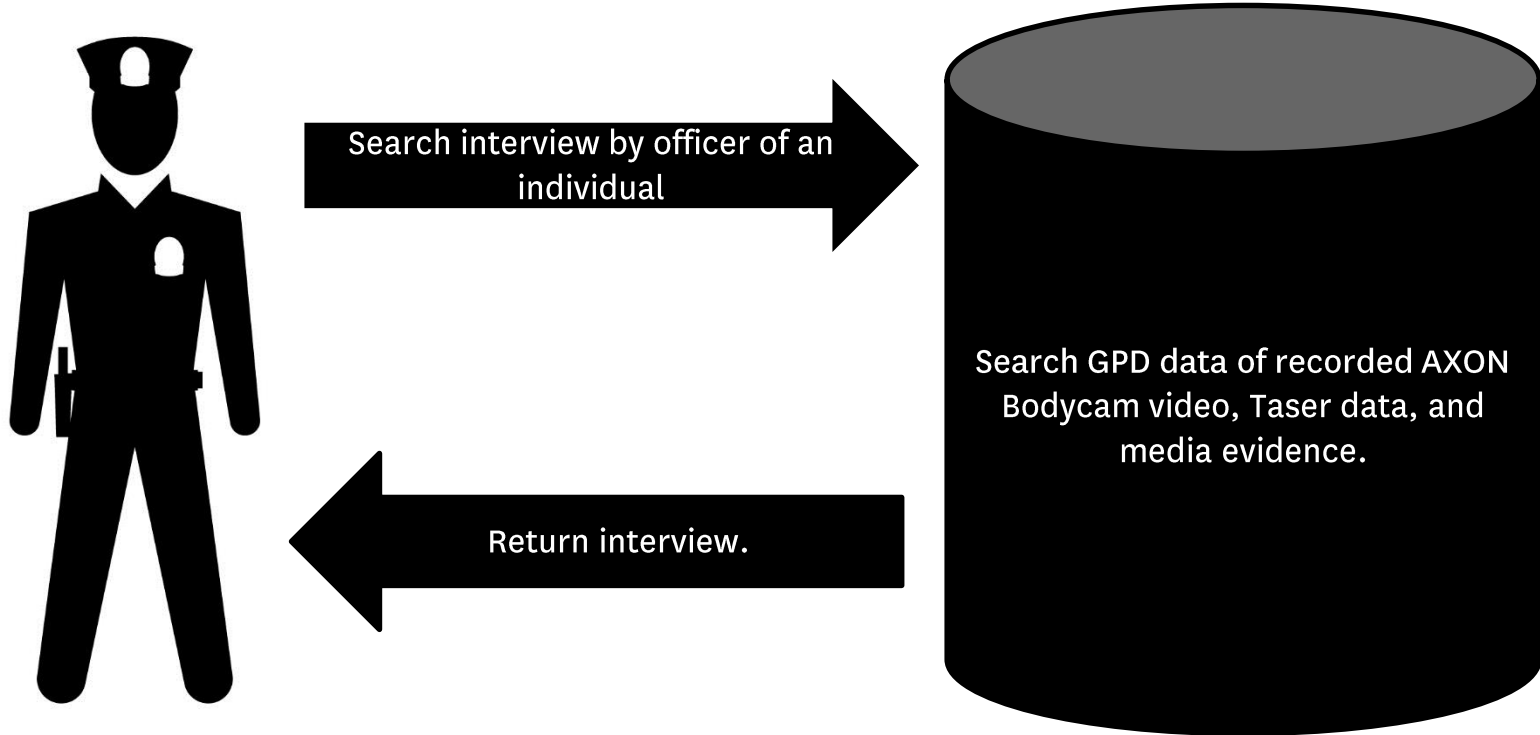 Search interview by officer of an
individual
Search GPD data of recorded AXON
Bodycam video, Taser data, and
media evidence.
Return interview.